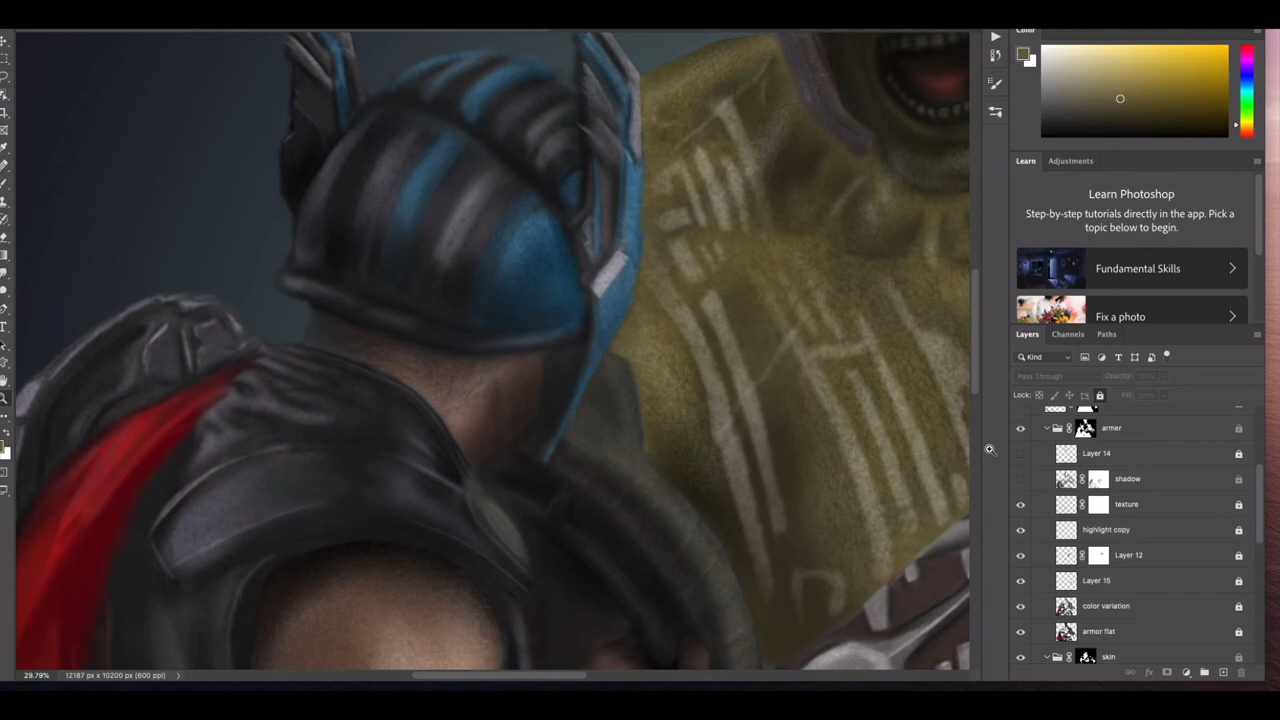 Color
Learn Adjustments
Learn Photoshop
Step-by-step tutorials directly in the app. Pick a topic below to begin.
Fundamental Skills
Fix a photo
Layers Channels Paths
Kind
Pass Through Opacity: 100%
Lock: Fill: 100%
armer
Layer 14
shadow
texture
highlight copy
Layer 12
Layer 15
color variation
armor flat
skin
29.79% 12187 px x 10200 px (600 ppi)